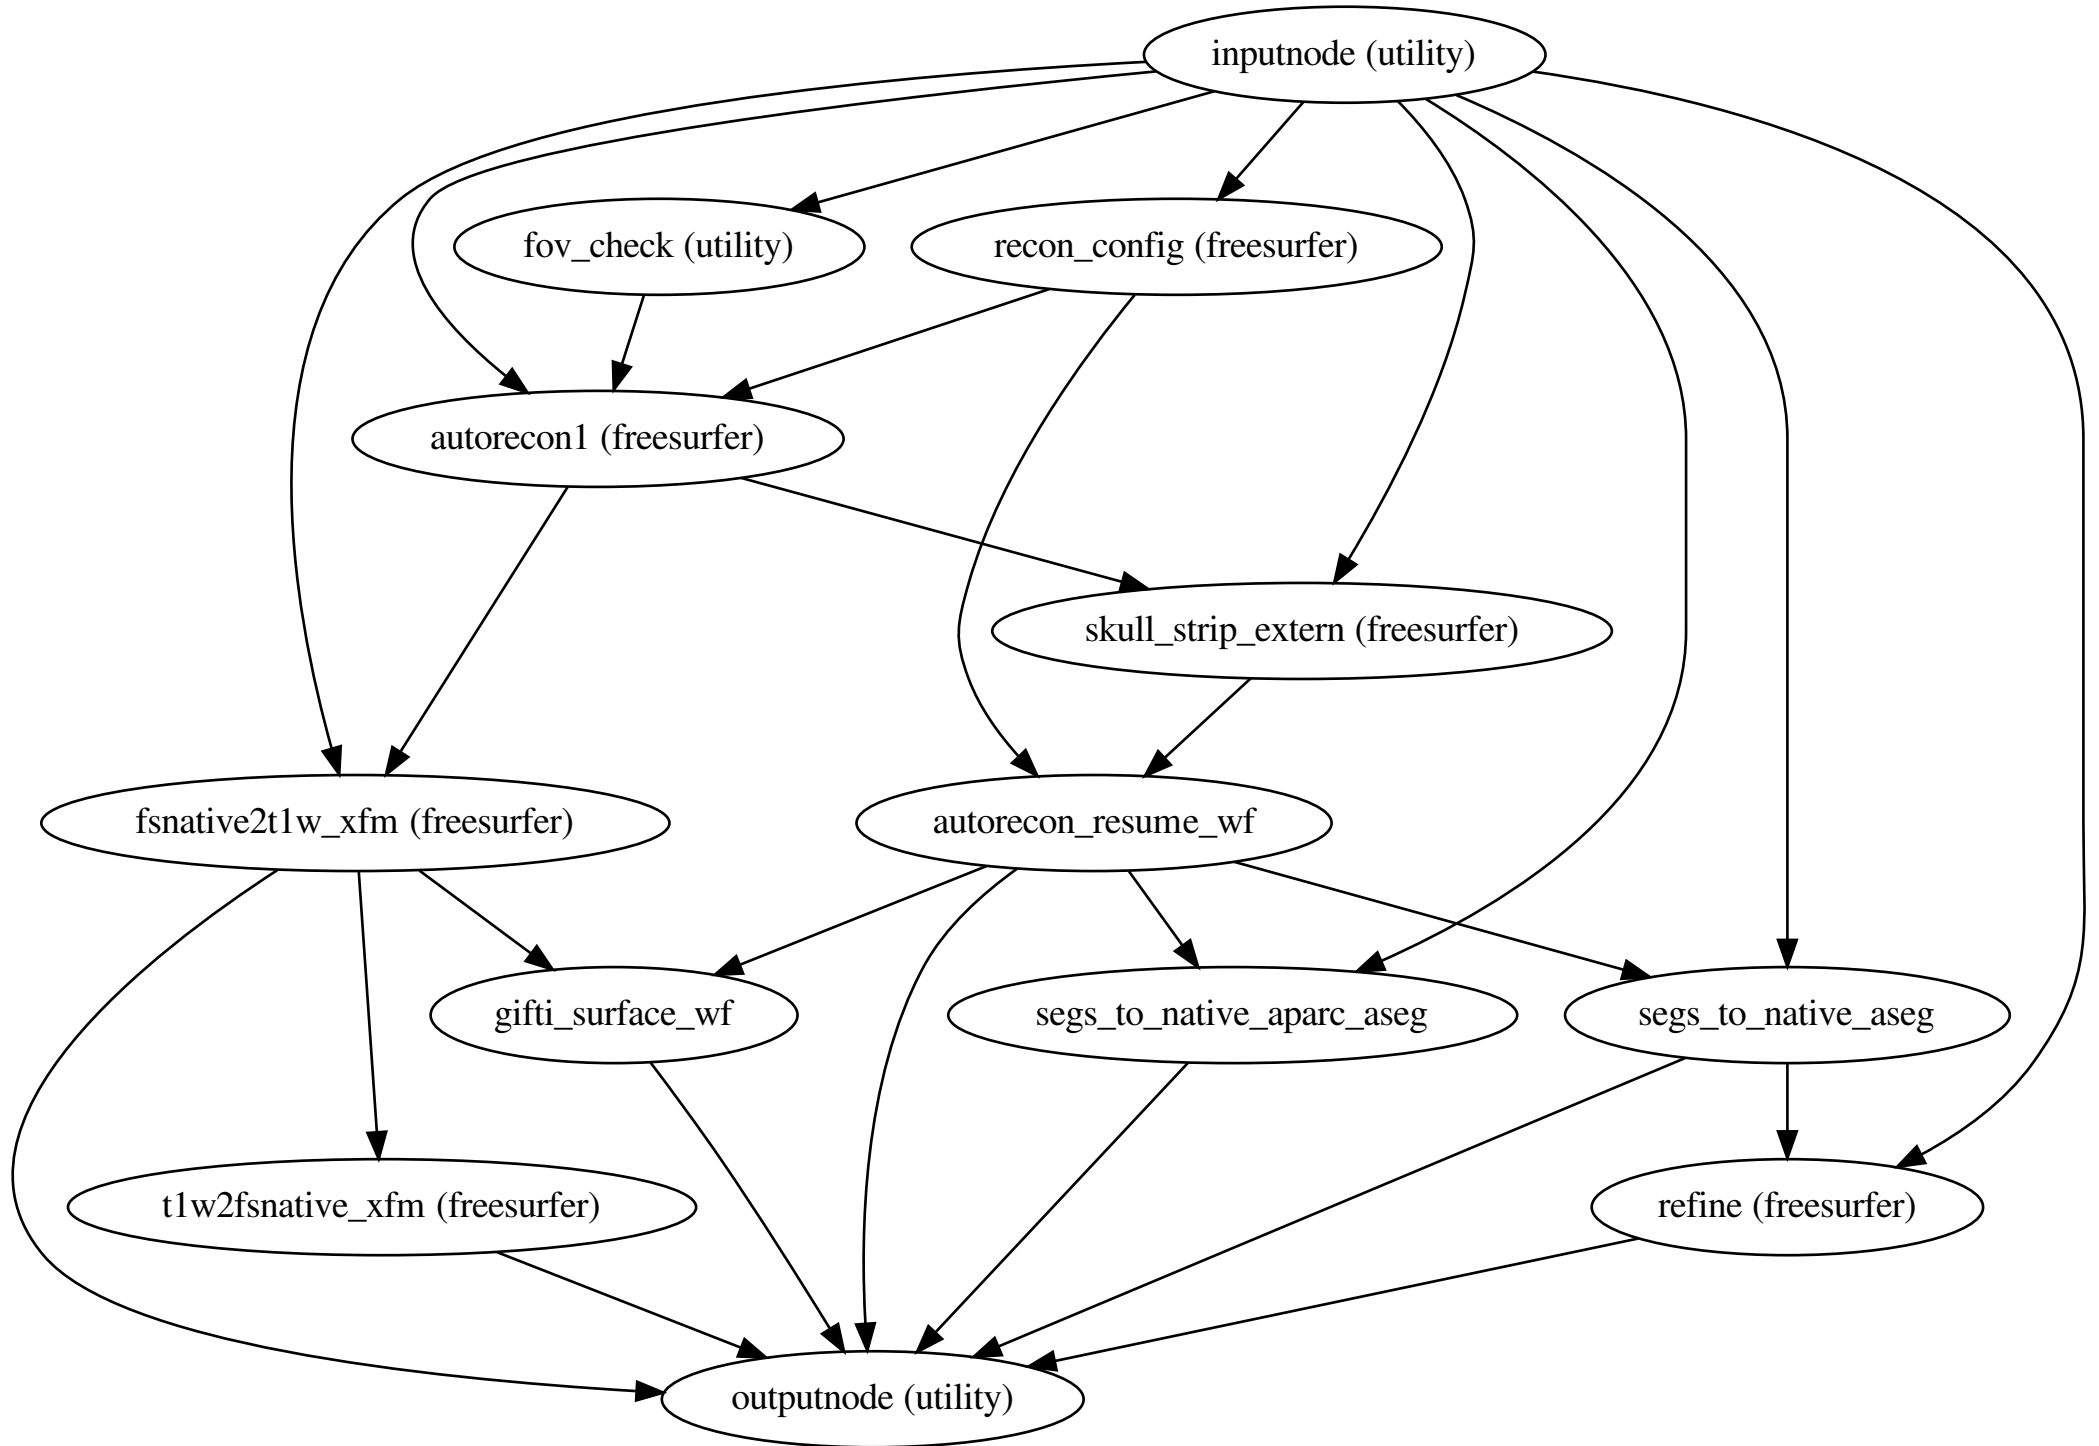 inputnode (utility)
fov_check (utility)
recon_config (freesurfer)
autorecon1 (freesurfer)
skull_strip_extern (freesurfer)
fsnative2t1w_xfm (freesurfer)
autorecon_resume_wf
gifti_surface_wf
segs_to_native_aparc_aseg
segs_to_native_aseg
t1w2fsnative_xfm (freesurfer)
refine (freesurfer)
outputnode (utility)